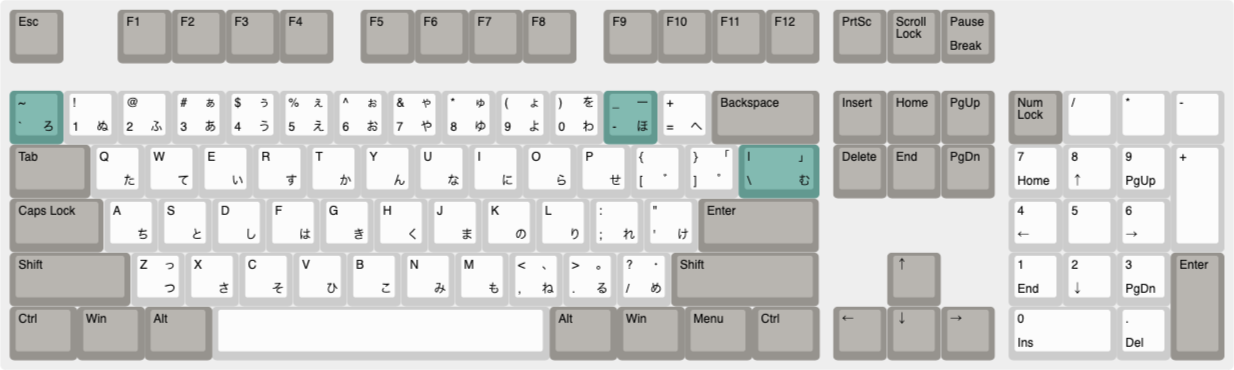 Esc F1 F2 F3 F4 F5 F6 F7 F8 F9 F10 F11 F12 PrtSc Scroll Pause
Lock
Break
~ ! @ # ぁ $ ぅ % ぇ ^ ぉ & ゃ * ゅ ( ょ ) を _ ー + Backspace Insert Home PgUp Num / * -
Lock
` ろ 1 ぬ 2 ふ 3 あ 4 う 5 え 6 お 7 や 8 ゆ 9 よ 0 わ - ほ = へ
Tab Q W E R T Y U I O P { } 「 | 」 Delete End PgDn 7 8 9 +
た て い す か ん な に ら せ [ ゛ ] ゜ \ む Home ↑ PgUp
Caps Lock A S D F G H J K L : " Enter 4 5 6
ち と し は き く ま の り ; れ ' け ← →
Shift Z っ X C V B N M < 、 > 。 ? ・ Shift ↑ 1 2 3 Enter
つ さ そ ひ こ み も , ね . る / め End ↓ PgDn
Ctrl Win Alt Alt Win Menu Ctrl ← ↓ → 0 .
Ins Del